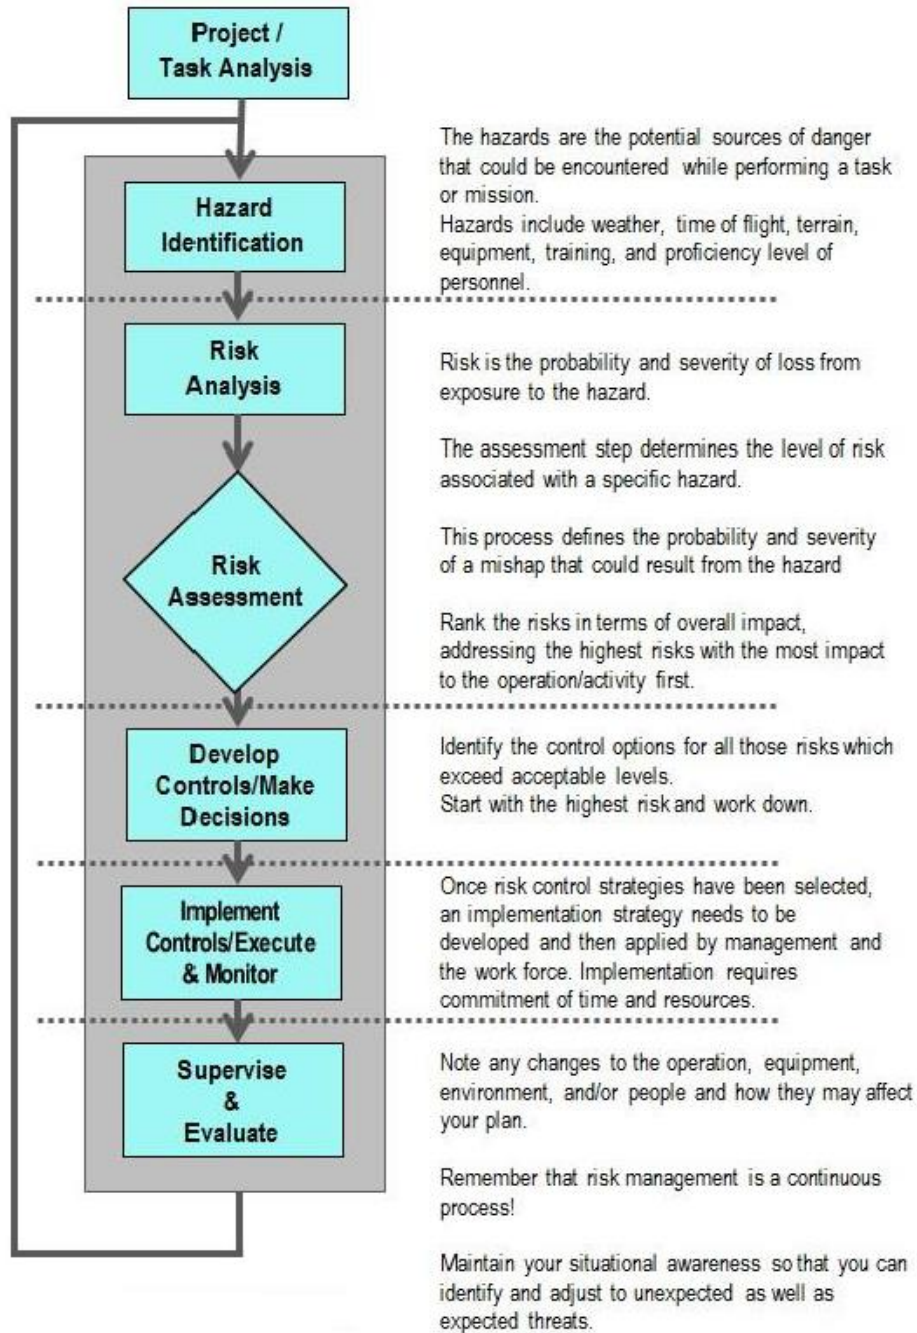 Project /
Task Analysis
The hazards are the potential sources of danger
that could be encountered while performing a task
or mission.
Hazards include weather, time of flight, terrain,
equipment, training, and proficiency level of
personnel.
Hazard
Identification
Risk
Analysis
Risk is the probability and severity of loss from
exposure to the hazard.
The assessment step determines the level of risk
associated with a specific hazard.
This process defines the probability and severity
of a mishap that could result from the hazard
Rank the risks in terms of overall impact,
addressing the highest risks with the most impact
to the operation/activity first.
Risk
Assessment
Develop
Controls/Make
Decisions
Identify the control options for all those risks which
exceed acceptable levels.
Start with the highest risk and work down.
Implement
Controls/Execute
& Monitor
Once risk control strategies have been selected,
an implementation strategy needs to be
developed and then applied by management and
the work force. Implementation requires
commitment of time and resources.
Supervise
&
Evaluate
Note any changes to the operation, equipment,
environment, and/or people and how they may affect
your plan.
Remember that risk management is a continuous
process!
Maintain your situational awareness so that you can
identify and adjust to unexpected as well as
expected threats.